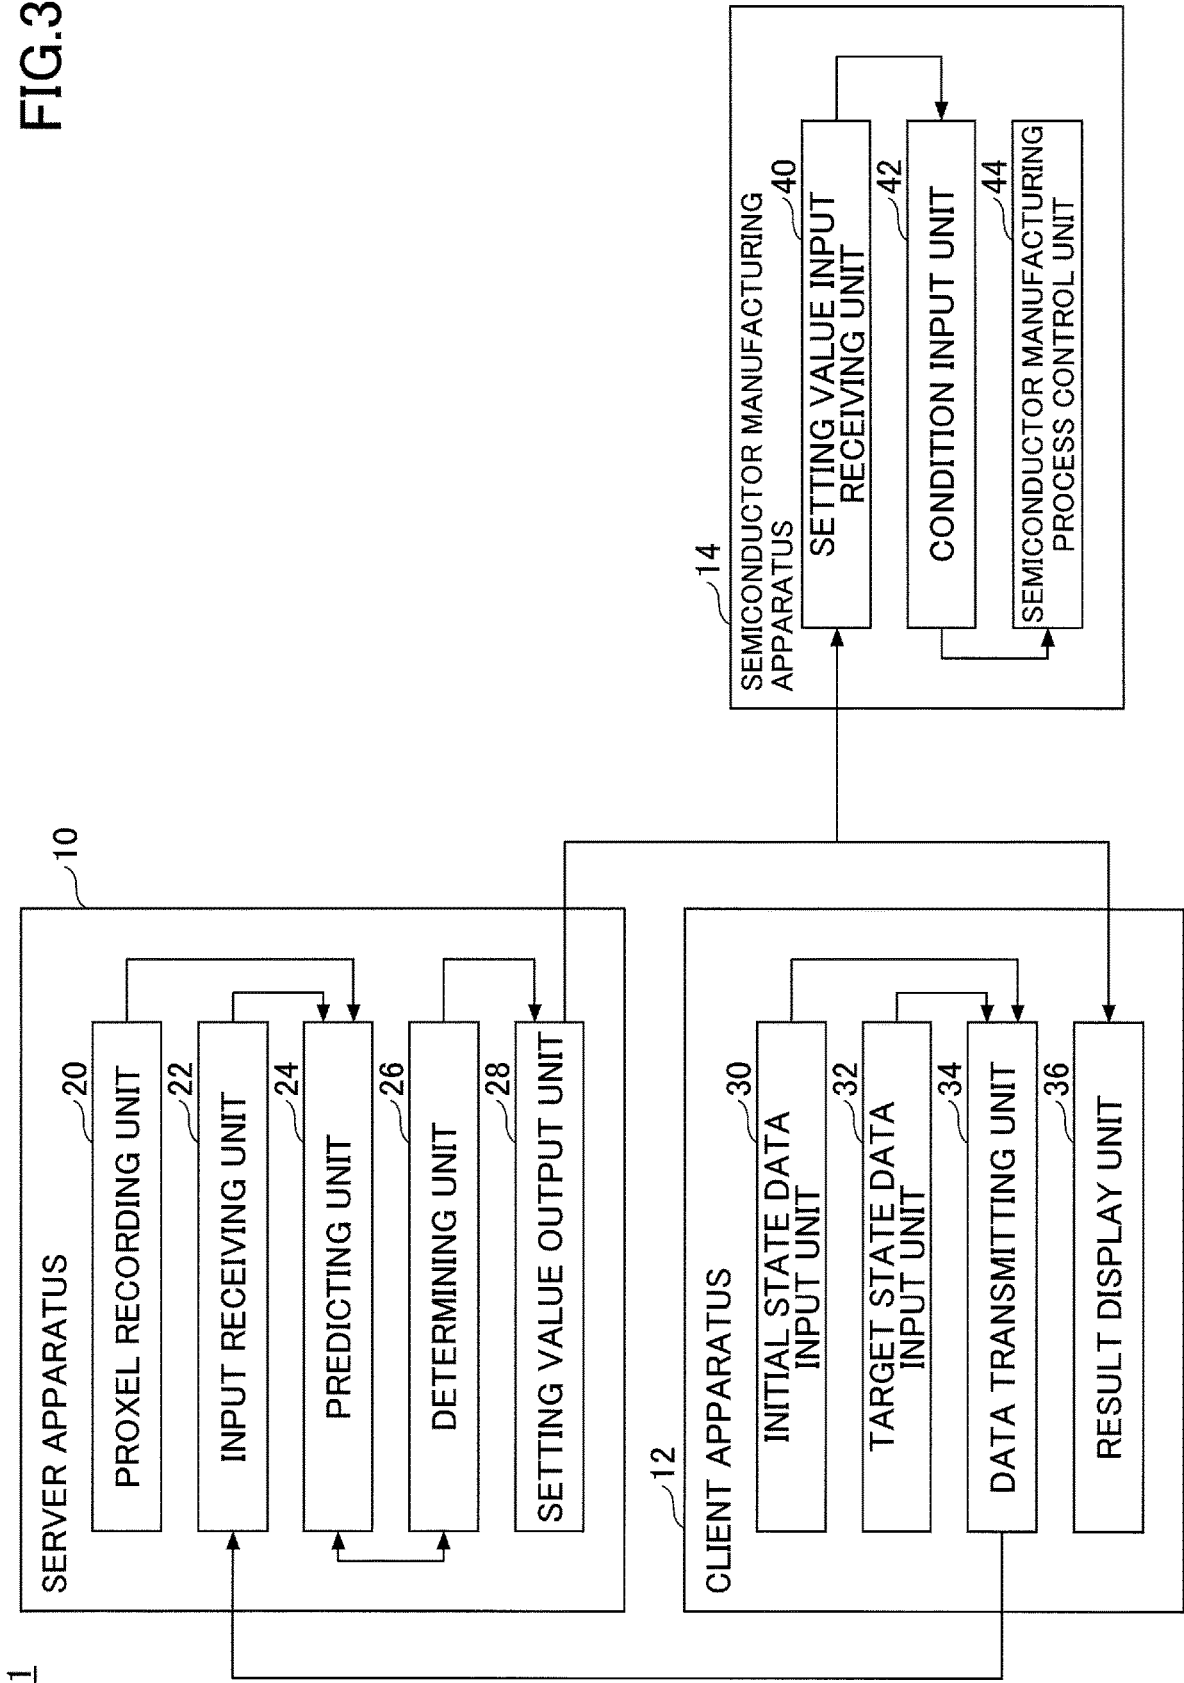 FIG.3
1
10
SERVER APPARATUS
20
PROXEL RECORDING UNIT
22
INPUT RECEIVING UNIT
24
PREDICTING UNIT
26
DETERMINING UNIT
28
SETTING VALUE OUTPUT UNIT
12
CLIENT APPARATUS
30
INITIAL STATE DATA
INPUT UNIT
32
TARGET STATE DATA
INPUT UNIT
34
DATA TRANSMITTING UNIT
36
RESULT DISPLAY UNIT
14
SEMICONDUCTOR MANUFACTURING
APPARATUS
40
SETTING VALUE INPUT
RECEIVING UNIT
42
CONDITION INPUT UNIT
44
SEMICONDUCTOR MANUFACTURING
PROCESS CONTROL UNIT